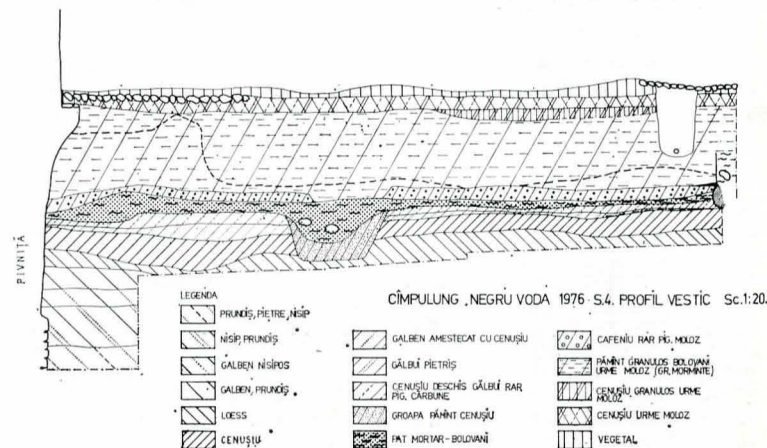 PIVNIȚĂ
CÎMPULUNG „NEGRU VODA 1976 S.4. PROFIL VESTIC Sc.1:20.
LEGENDA
PRUNDIȘ, PIETRE, NISIP
NISIP, PRUNDIȘ
GALBEN NISIPOS
GALBEN, PRUNDIȘ
LOESS
CENUȘIU
GALBEN AMESTECAT CU CENUȘIU
GĂLBUI PIETRIȘ
CENUȘIU DESCHIS GĂLBUI RAR
PIG. CĂRBUNE
GROAPA PĂMÎNT CENUȘIU
PAT MORTAR-BOLOVANI
CAFENIU RAR PIG. MOLOZ
PĂMÎNT GRANULOS BOLOVANI
URME MOLOZ (GR. MORMINTE)
CENUȘIU GRANULOS URME
MOLOZ
CENUȘIU URME MOLOZ
VEGETAL